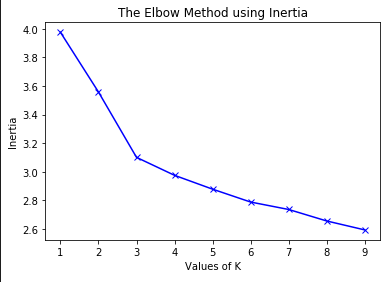 The Elbow Method using Inertia
4.0
3.8
3.6
3.4
3.2
3.0
2.8
2.6
Inertia
1 2 3 4 5 6 7 8 9
Values of K